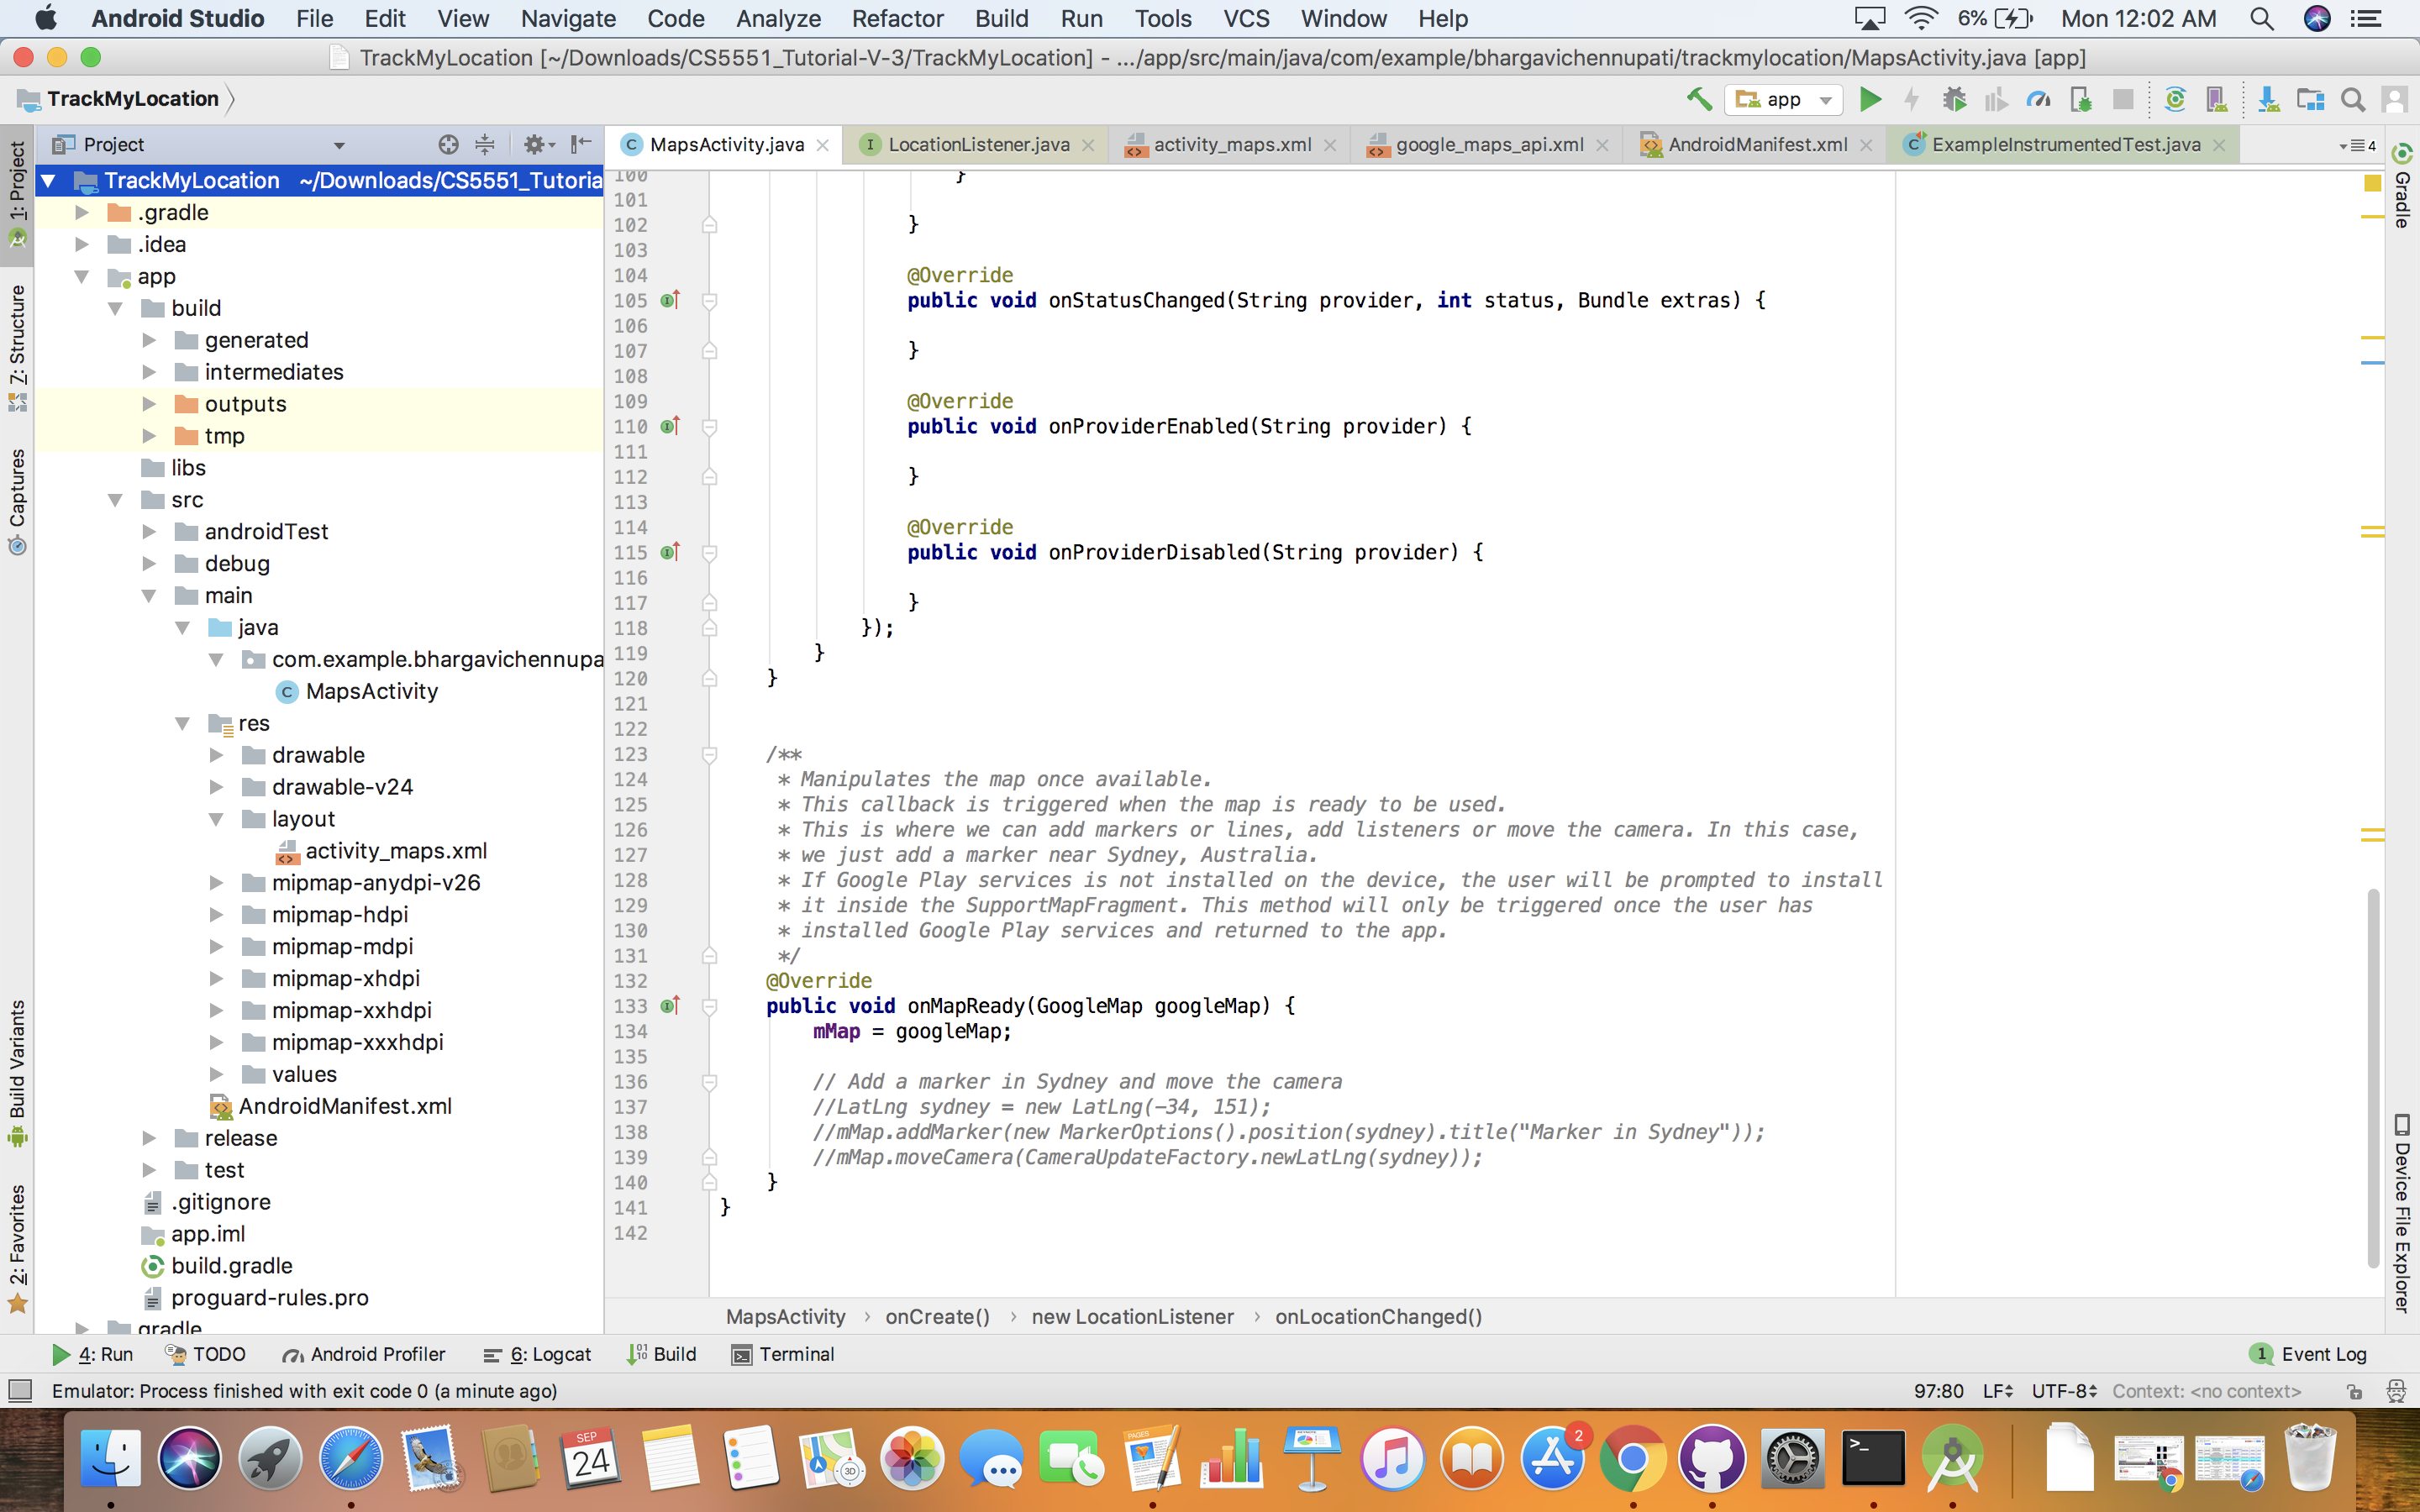 Android Studio File Edit View Navigate Code Analyze Refactor Build Run Tools VCS Window Help 6% Mon 12:02 AM
TrackMyLocation [~/Downloads/CS5551_Tutorial-V-3/TrackMyLocation] - .../app/src/main/java/com/example/bhargavichennupati/trackmylocation/MapsActivity.java [app]
TrackMyLocation app
Project MapsActivity.java LocationListener.java activity_maps.xml google_maps_api.xml AndroidManifest.xml ExampleInstrumentedTest.java 4
1: Project
7: Structure
Captures
Build Variants
2: Favorites
TrackMyLocation ~/Downloads/CS5551_Tutoria
.gradle
.idea
app
build
generated
intermediates
outputs
tmp
libs
src
androidTest
debug
main
java
com.example.bhargavichennupa
MapsActivity
res
drawable
drawable-v24
layout
activity_maps.xml
mipmap-anydpi-v26
mipmap-hdpi
mipmap-mdpi
mipmap-xhdpi
mipmap-xxhdpi
mipmap-xxxhdpi
values
AndroidManifest.xml
release
test
.gitignore
app.iml
build.gradle
proguard-rules.pro
gradle
100 }
101
102 }
103
104 @Override
105 public void onStatusChanged(String provider, int status, Bundle extras) {
106
107 }
108
109 @Override
110 public void onProviderEnabled(String provider) {
111
112 }
113
114 @Override
115 public void onProviderDisabled(String provider) {
116
117 }
118 });
119 }
120 }
121
122
123 /**
124 * Manipulates the map once available.
125 * This callback is triggered when the map is ready to be used.
126 * This is where we can add markers or lines, add listeners or move the camera. In this case,
127 * we just add a marker near Sydney, Australia.
128 * If Google Play services is not installed on the device, the user will be prompted to install
129 * it inside the SupportMapFragment. This method will only be triggered once the user has
130 * installed Google Play services and returned to the app.
131 */
132 @Override
133 public void onMapReady(GoogleMap googleMap) {
134 mMap = googleMap;
135
136 // Add a marker in Sydney and move the camera
137 //LatLng sydney = new LatLng(-34, 151);
138 //mMap.addMarker(new MarkerOptions().position(sydney).title("Marker in Sydney"));
139 //mMap.moveCamera(CameraUpdateFactory.newLatLng(sydney));
140 }
141 }
142
Gradle
Device File Explorer
MapsActivity › onCreate() › new LocationListener › onLocationChanged()
4: Run TODO Android Profiler 6: Logcat Build Terminal 1 Event Log
Emulator: Process finished with exit code 0 (a minute ago) 97:80 LF UTF-8 Context: <no context>
SEP
24
3D
PAGES
2
>_